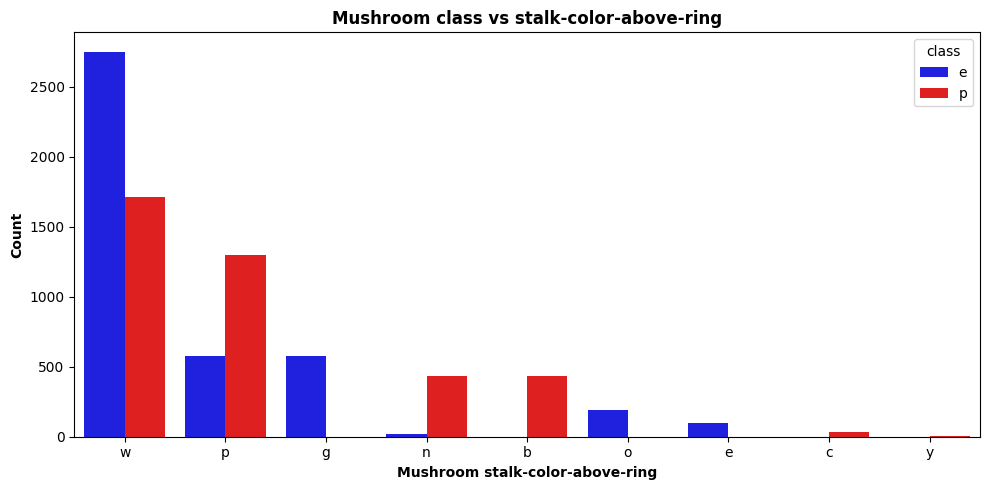 Mushroom class vs stalk-color-above-ring
class
e
p
Count
2500
2000
1500
1000
500
0
w p g n b o e c y
Mushroom stalk-color-above-ring